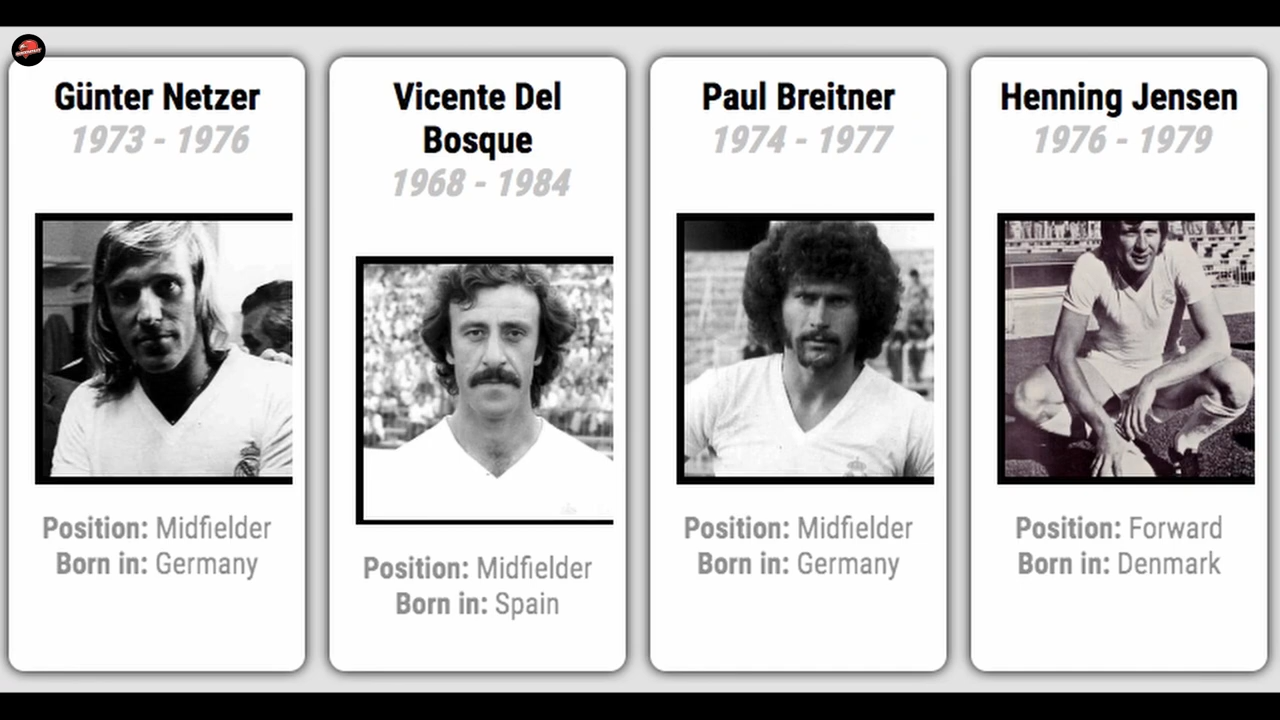 Günter Netzer
1973 - 1976
Position: Midfielder
Born in: Germany
Vicente Del
Bosque
1968 - 1984
Position: Midfielder
Born in: Spain
Paul Breitner
1974 - 1977
Position: Midfielder
Born in: Germany
Henning Jensen
1976 - 1979
Position: Forward
Born in: Denmark